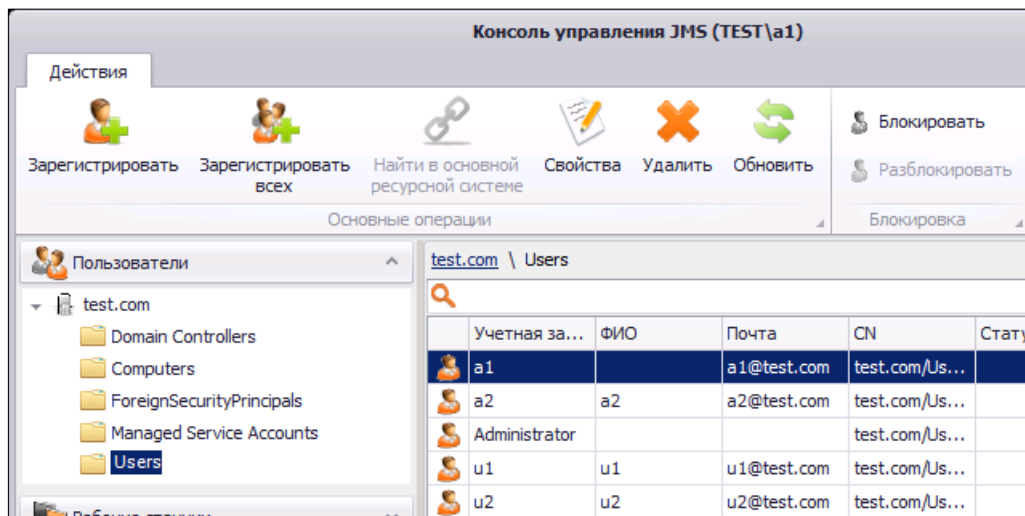 Консоль управления JMS (TEST\a1)
Действия
Зарегистрировать
Зарегистрировать
всех
Найти в основной
ресурсной системе
Свойства
Удалить
Обновить
Блокировать
Разблокировать
Основные операции
Блокировка
Пользователи
test.com
Domain Controllers
Computers
ForeignSecurityPrincipals
Managed Service Accounts
Users
test.com \ Users
Учетная за... ФИО Почта CN Стату
a1 a1@test.com test.com/Us...
a2 a2 a2@test.com test.com/Us...
Administrator test.com/Us...
u1 u1 u1@test.com test.com/Us...
u2 u2 u2@test.com test.com/Us...